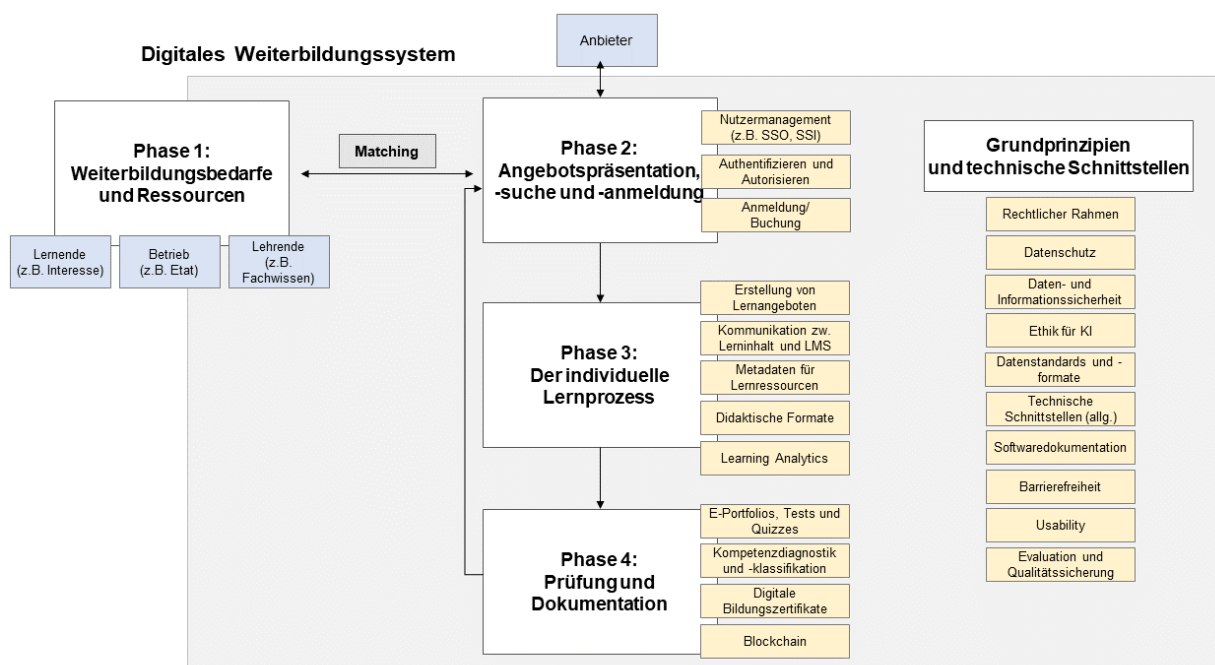 Anbieter
Digitales Weiterbildungssystem
Phase 1:
Weiterbildungsbedarfe
und Ressourcen
Lernende
(z.B. Interesse)
Betrieb
(z.B. Etat)
Lehrende
(z.B.
Fachwissen)
Matching
Phase 2:
Angebotspräsentation,
-suche und -anmeldung
Nutzermanagement
(z.B. SSO, SSI)
Authentifizieren und
Autorisieren
Anmeldung/
Buchung
Phase 3:
Der individuelle
Lernprozess
Erstellung von
Lernangeboten
Kommunikation zw.
Lerninhalt und LMS
Metadaten für
Lernressourcen
Didaktische Formate
Learning Analytics
Phase 4:
Prüfung und
Dokumentation
E-Portfolios, Tests und
Quizzes
Kompetenzdiagnostik
und -klassifikation
Digitale
Bildungszertifikate
Blockchain
Grundprinzipien
und technische Schnittstellen
Rechtlicher Rahmen
Datenschutz
Daten- und
Informationssicherheit
Ethik für KI
Datenstandards und -
formate
Technische
Schnittstellen (allg.)
Softwaredokumentation
Barrierefreiheit
Usability
Evaluation und
Qualitätssicherung